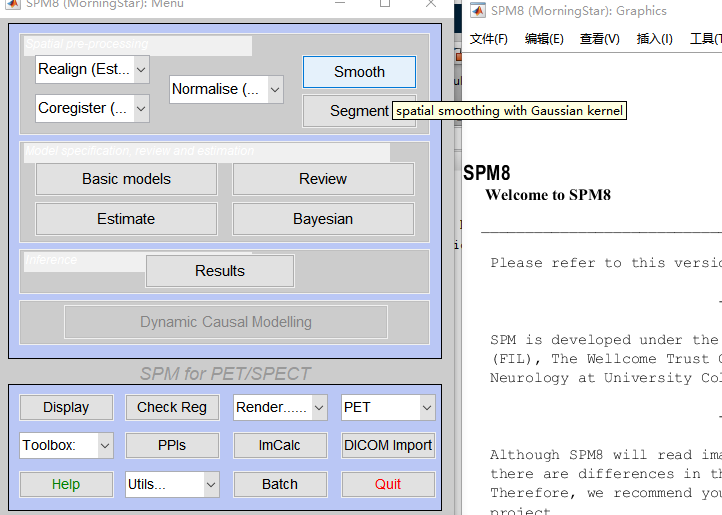 SPM8 (MorningStar): Menu
Spatial pre-processing
Realign (Est...
Normalise (...
Smooth
Coregister (...
Segment
spatial smoothing with Gaussian kernel
Model specification, review and estimation
Basic models
Review
Estimate
Bayesian
Inference
Results
Dynamic Causal Modelling
SPM for PET/SPECT
Display
Check Reg
Render......
PET
Toolbox:
PPIs
ImCalc
DICOM Import
Help
Utils...
Batch
Quit
SPM8 (MorningStar): Graphics
文件(F) 编辑(E) 查看(V) 插入(I) 工具(T
SPM8
Welcome to SPM8
Please refer to this versi
SPM is developed under the
(FIL), The Wellcome Trust
Neurology at University Col
Although SPM8 will read ima
there are differences in th
Therefore, we recommend you
project